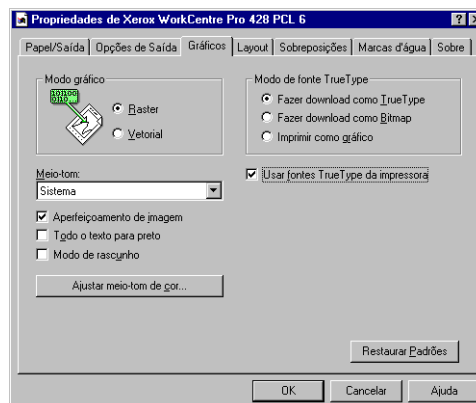 Propriedades de Xerox WorkCentre Pro 428 PCL 6
Papel/Saída Opções de Saída Gráficos Layout Sobreposições Marcas d'água Sobre
Modo gráfico
Raster
Vetorial
Modo de fonte TrueType
Fazer download como TrueType
Fazer download como Bitmap
Imprimir como gráfico
Meio-tom:
Sistema
Usar fontes TrueType da impressora
Aperfeiçoamento de imagem
Todo o texto para preto
Modo de rascunho
Ajustar meio-tom de cor...
Restaurar Padrões
OK Cancelar Ajuda